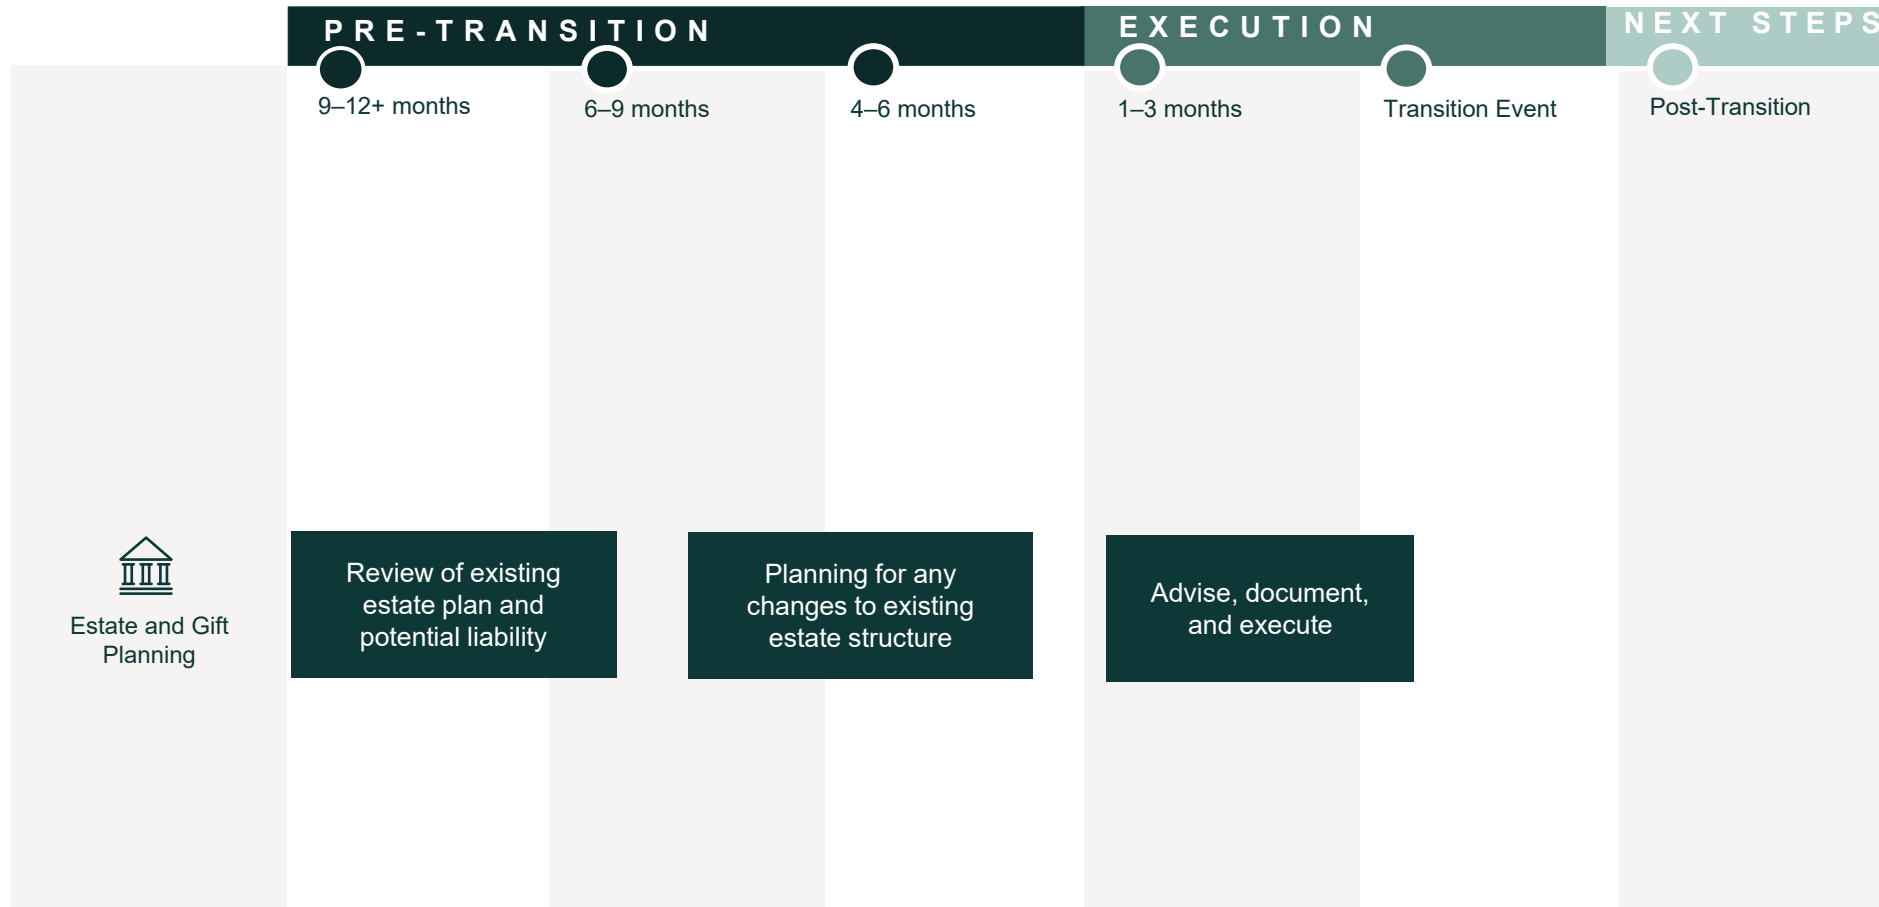 PRE-TRANSITION
EXECUTION
NEXT STEPS
9–12+ months
6–9 months
4–6 months
1–3 months
Transition Event
Post-Transition
Estate and Gift
Planning
Review of existing
estate plan and
potential liability
Planning for any
changes to existing
estate structure
Advise, document,
and execute